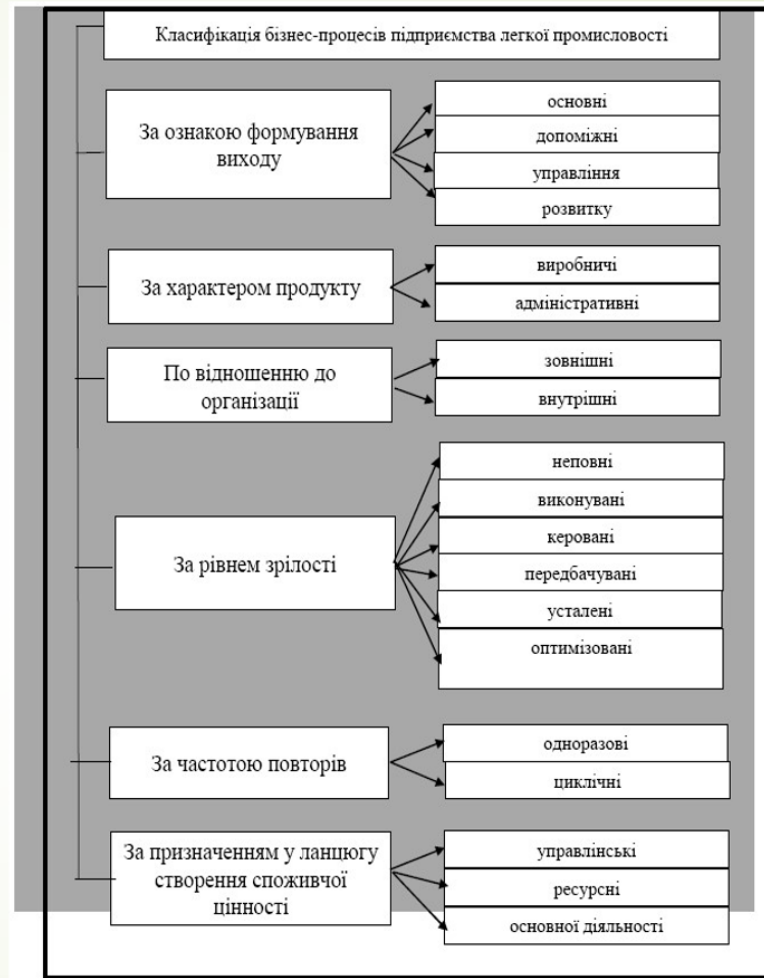 Класифікація бізнес-процесів підприємства легкої промисловості
За ознакою формування
виходу
основні
допоміжні
управління
розвитку
За характером продукту
виробничі
адміністративні
По відношенню до
організації
зовнішні
внутрішні
За рівнем зрілості
неповні
виконувані
керовані
передбачувані
усталені
оптимізовані
За частотою повторів
одноразові
циклічні
За призначенням у ланцюгу
створення споживчої
цінності
управлінські
ресурсні
основної діяльності